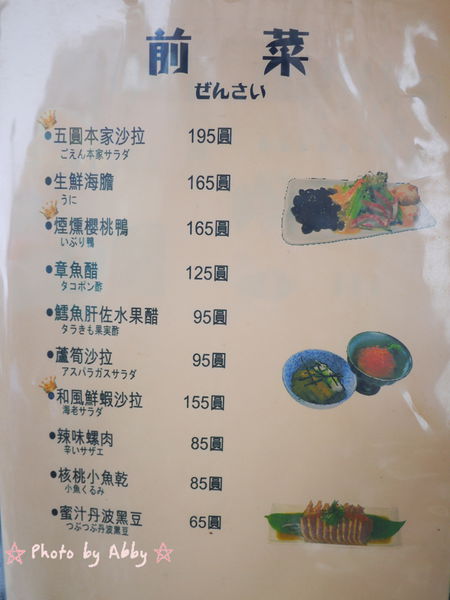 前 菜
ぜんさい
●五圓本家沙拉 195圓
ごえん本家サラダ
●生鮮海膽 165圓
うに
●煙燻櫻桃鴨 165圓
いぶり鴨
●章魚醋 125圓
タコポン酢
●鱈魚肝佐水果醋 95圓
タラきも果実酢
●蘆筍沙拉 95圓
アスパラガスサラダ
●和風鮮蝦沙拉 155圓
海老サラダ
●辣味螺肉 85圓
辛いサザエ
●核桃小魚乾 85圓
小魚くるみ
●蜜汁丹波黑豆 65圓
つぶつぶ丹波黒豆
☆ Photo by Abby ☆